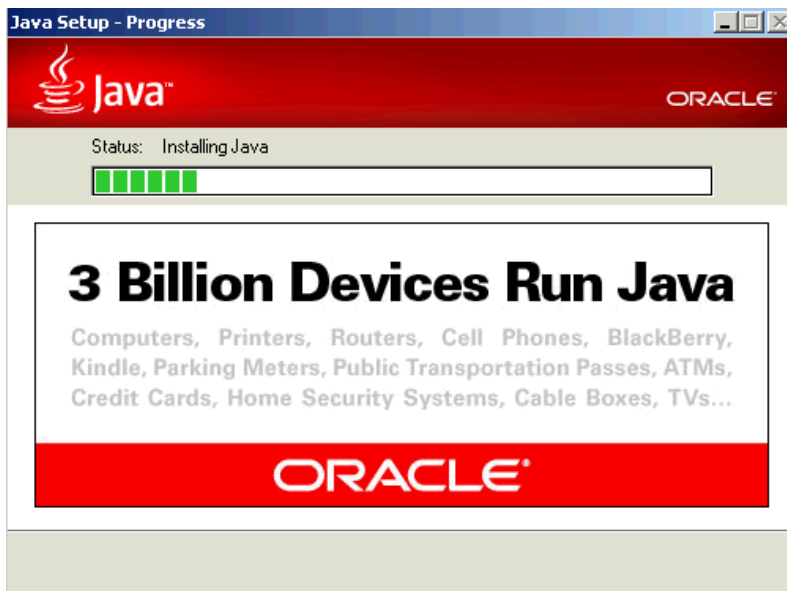 Java Setup - Progress
Java™
ORACLE®
Status: Installing Java
3 Billion Devices Run Java
Computers, Printers, Routers, Cell Phones, BlackBerry,
Kindle, Parking Meters, Public Transportation Passes, ATMs,
Credit Cards, Home Security Systems, Cable Boxes, TVs...
ORACLE®